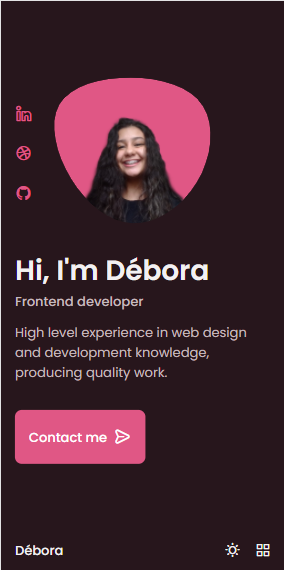 Hi, I'm Débora
Frontend developer
High level experience in web design
and development knowledge,
producing quality work.
Contact me
Débora